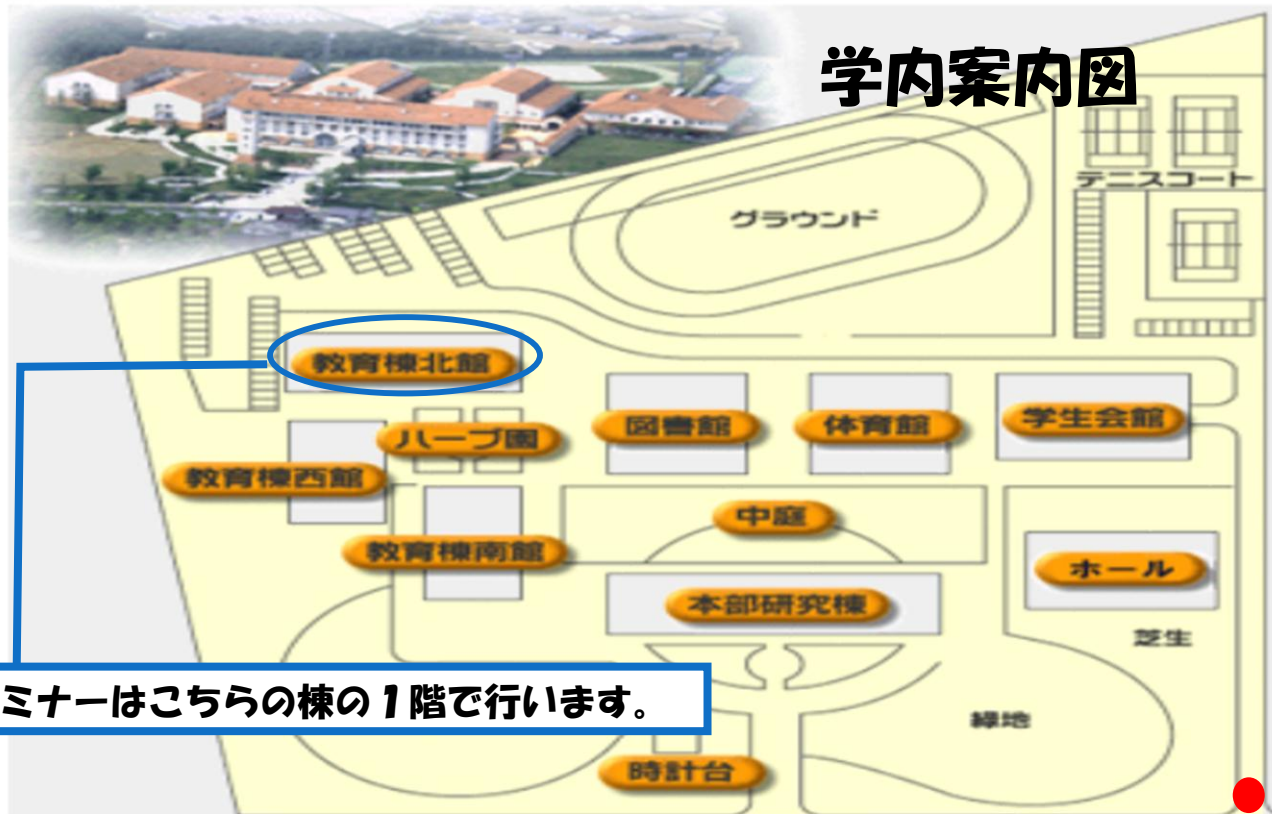 学内案内図
テニスコート
グラウンド
教育棟北館
ハーブ園
図書館
体育館
学生会館
教育棟西館
中庭
教育棟南館
ホール
本部研究棟
芝生
ミナーはこちらの棟の1階で行います。
緑地
時計台